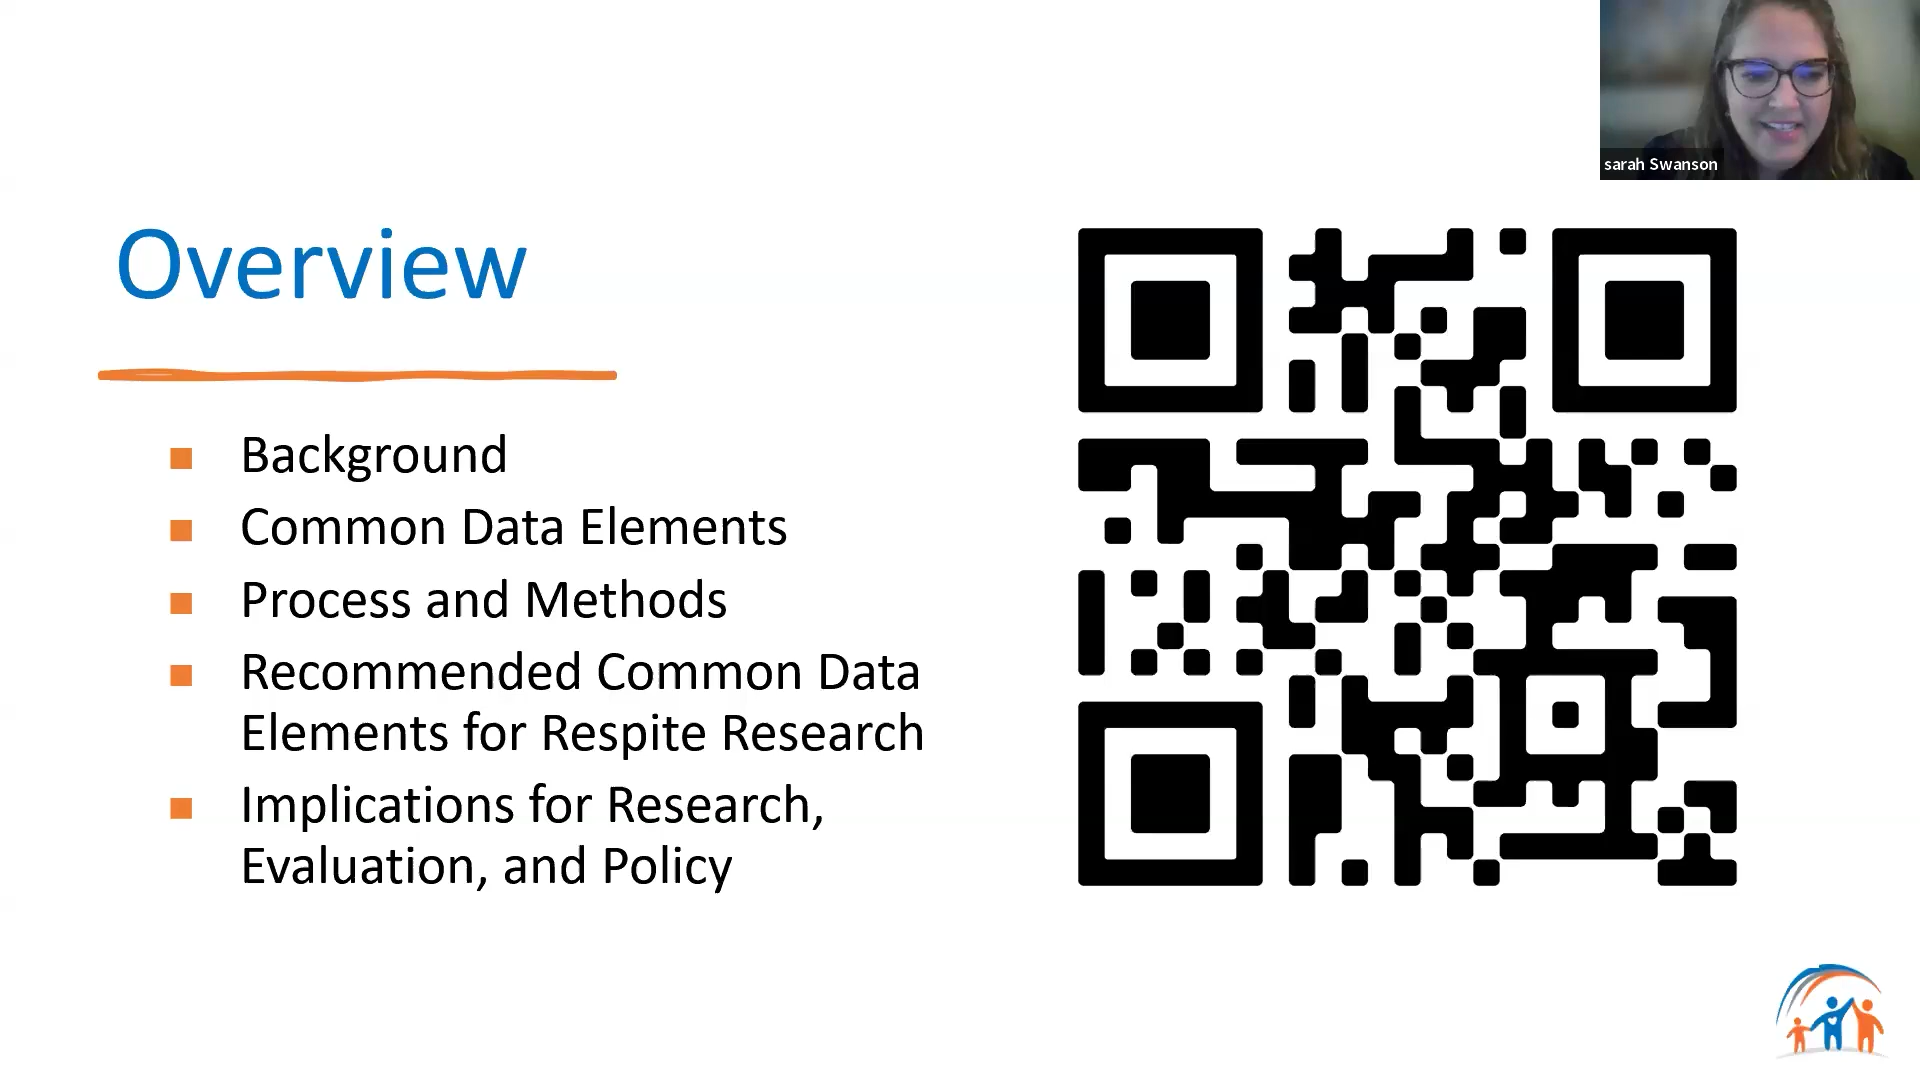 sarah Swanson
Overview
Background
Common Data Elements
Process and Methods
Recommended Common Data
Elements for Respite Research
Implications for Research,
Evaluation, and Policy